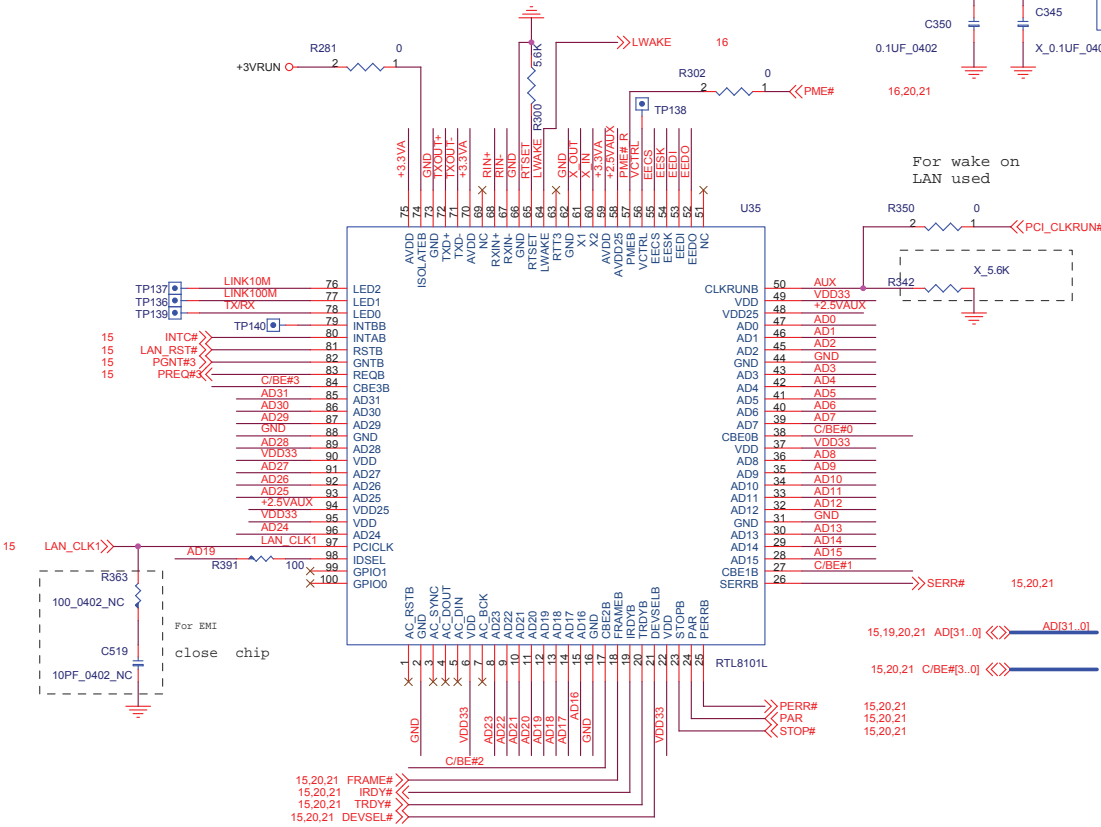 C350
C345
0.1UF_0402
X_0.1UF_040
R281
0
+3VRUN
2
1
5.6K
R300
LWAKE
16
R302
0
2
1
PME#
16,20,21
TP138
For wake on
LAN used
+3.3VA
GND
TXOUT+
TXOUT-
+3.3VA
RIN+
RIN-
GND
RTSET
LWAKE
GND
X_OUT
X_IN
+3.3VA
+2.5VAUX
PME#_R
VCTRL
EECS
EESK
EEDI
EEDO
U35
75
74
73
72
71
70
69
68
67
66
65
64
63
62
61
60
59
58
57
56
55
54
53
52
51
AVDD
ISOLATEB
GND
TXD+
TXD-
AVDD
NC
RXIN+
RXIN-
GND
RTSET
LWAKE
RTT3
GND
X1
X2
AVDD
AVDD25
PMEB
VCTRL
EECS
EESK
EEDI
EEDO
NC
R350
0
2
1
PCI_CLKRUN#
X_5.6K
R342
TP137 LINK10M 76 LED2
TP136 LINK100M 77 LED1
TP139 TX/RX 78 LED0
TP140 79 INTBB
15 INTC# 80 INTAB
15 LAN_RST# 81 RSTB
15 PGNT#3 82 GNTB
15 PREQ#3 83 REQB
C/BE#3 84 CBE3B
AD31 85 AD31
AD30 86 AD30
AD29 87 AD29
GND 88 GND
AD28 89 AD28
VDD33 90 VDD
AD27 91 AD27
AD26 92 AD26
AD25 93 AD25
+2.5VAUX 94 VDD25
VDD33 95 VDD
AD24 96 AD24
15 LAN_CLK1 LAN_CLK1 97 PCICLK
AD19 98 IDSEL
R391 100
99 GPIO1
100 GPIO0
CLKRUNB 50 AUX
VDD 49 VDD33
VDD25 48 +2.5VAUX
AD0 47 AD0
AD1 46 AD1
AD2 45 AD2
GND 44 GND
AD3 43 AD3
AD4 42 AD4
AD5 41 AD5
AD6 40 AD6
AD7 39 AD7
CBE0B 38 C/BE#0
VDD 37 VDD33
AD8 36 AD8
AD9 35 AD9
AD10 34 AD10
AD11 33 AD11
AD12 32 AD12
GND 31 GND
AD13 30 AD13
AD14 29 AD14
AD15 28 AD15
CBE1B 27 C/BE#1
SERRB 26
SERR# 15,20,21
R363
100_0402_NC
For EMI
close chip
C519
10PF_0402_NC
AC_RSTB
GND
AC_SYNC
AC_DOUT
AC_DIN
VDD
AC_BCK
AD23
AD22
AD21
AD20
AD19
AD18
AD17
AD16
GND
CBE2B
FRAMEB
IRDYB
TRDYB
DEVSELB
VDD
STOPB
PAR
PERRB
RTL8101L
1
2
3
4
5
6
7
8
9
10
11
12
13
14
15
16
17
18
19
20
21
22
23
24
25
GND
VDD33
AD23
AD22
AD21
AD20
AD19
AD18
AD17
AD16
GND
VDD33
C/BE#2
15,19,20,21 AD[31..0] AD[31..0]
15,20,21 C/BE#[3..0]
PERR# 15,20,21
PAR 15,20,21
STOP# 15,20,21
15,20,21 FRAME#
15,20,21 IRDY#
15,20,21 TRDY#
15,20,21 DEVSEL#